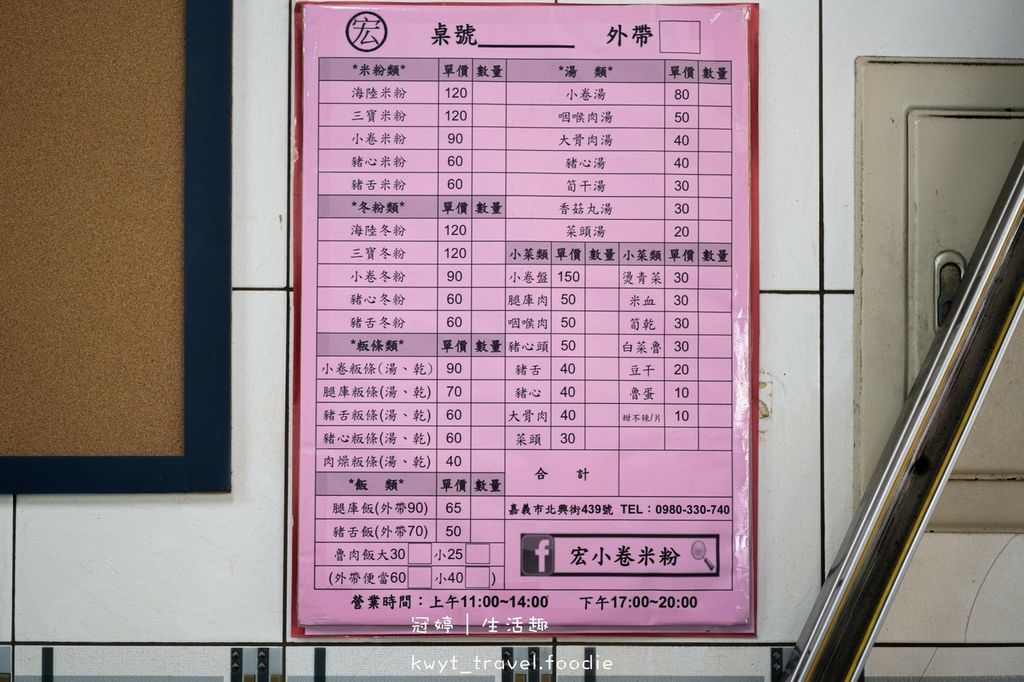 宏 桌號 外帶
*米粉類* 單價 數量
海陸米粉 120
三寶米粉 120
小卷米粉 90
豬心米粉 60
豬舌米粉 60
*冬粉類* 單價 數量
海陸冬粉 120
三寶冬粉 120
小卷冬粉 90
豬心冬粉 60
豬舌冬粉 60
*粄條類* 單價 數量
小卷粄條(湯、乾) 90
腿庫粄條(湯、乾) 70
豬舌粄條(湯、乾) 60
豬心粄條(湯、乾) 60
肉燥粄條(湯、乾) 40
*飯 類* 單價 數量
腿庫飯(外帶90) 65
豬舌飯(外帶70) 50
魯肉飯大30 小25
(外帶便當60 小40 )
*湯 類* 單價 數量
小卷湯 80
咽喉肉湯 50
大骨肉湯 40
豬心湯 40
筍干湯 30
香菇丸湯 30
菜頭湯 20
小菜類 單價 數量 小菜類 單價 數量
小卷盤 150 燙青菜 30
腿庫肉 50 米血 30
咽喉肉 50 筍乾 30
豬心頭 50 白菜魯 30
豬舌 40 豆干 20
豬心 40 魯蛋 10
大骨肉 40 甜不辣/片 10
菜頭 30
合 計
嘉義市北興街439號 TEL：0980-330-740
f 宏小卷米粉
營業時間：上午11:00~14:00 下午17:00~20:00
冠婷｜生活趣
kwyt_travel.foodie